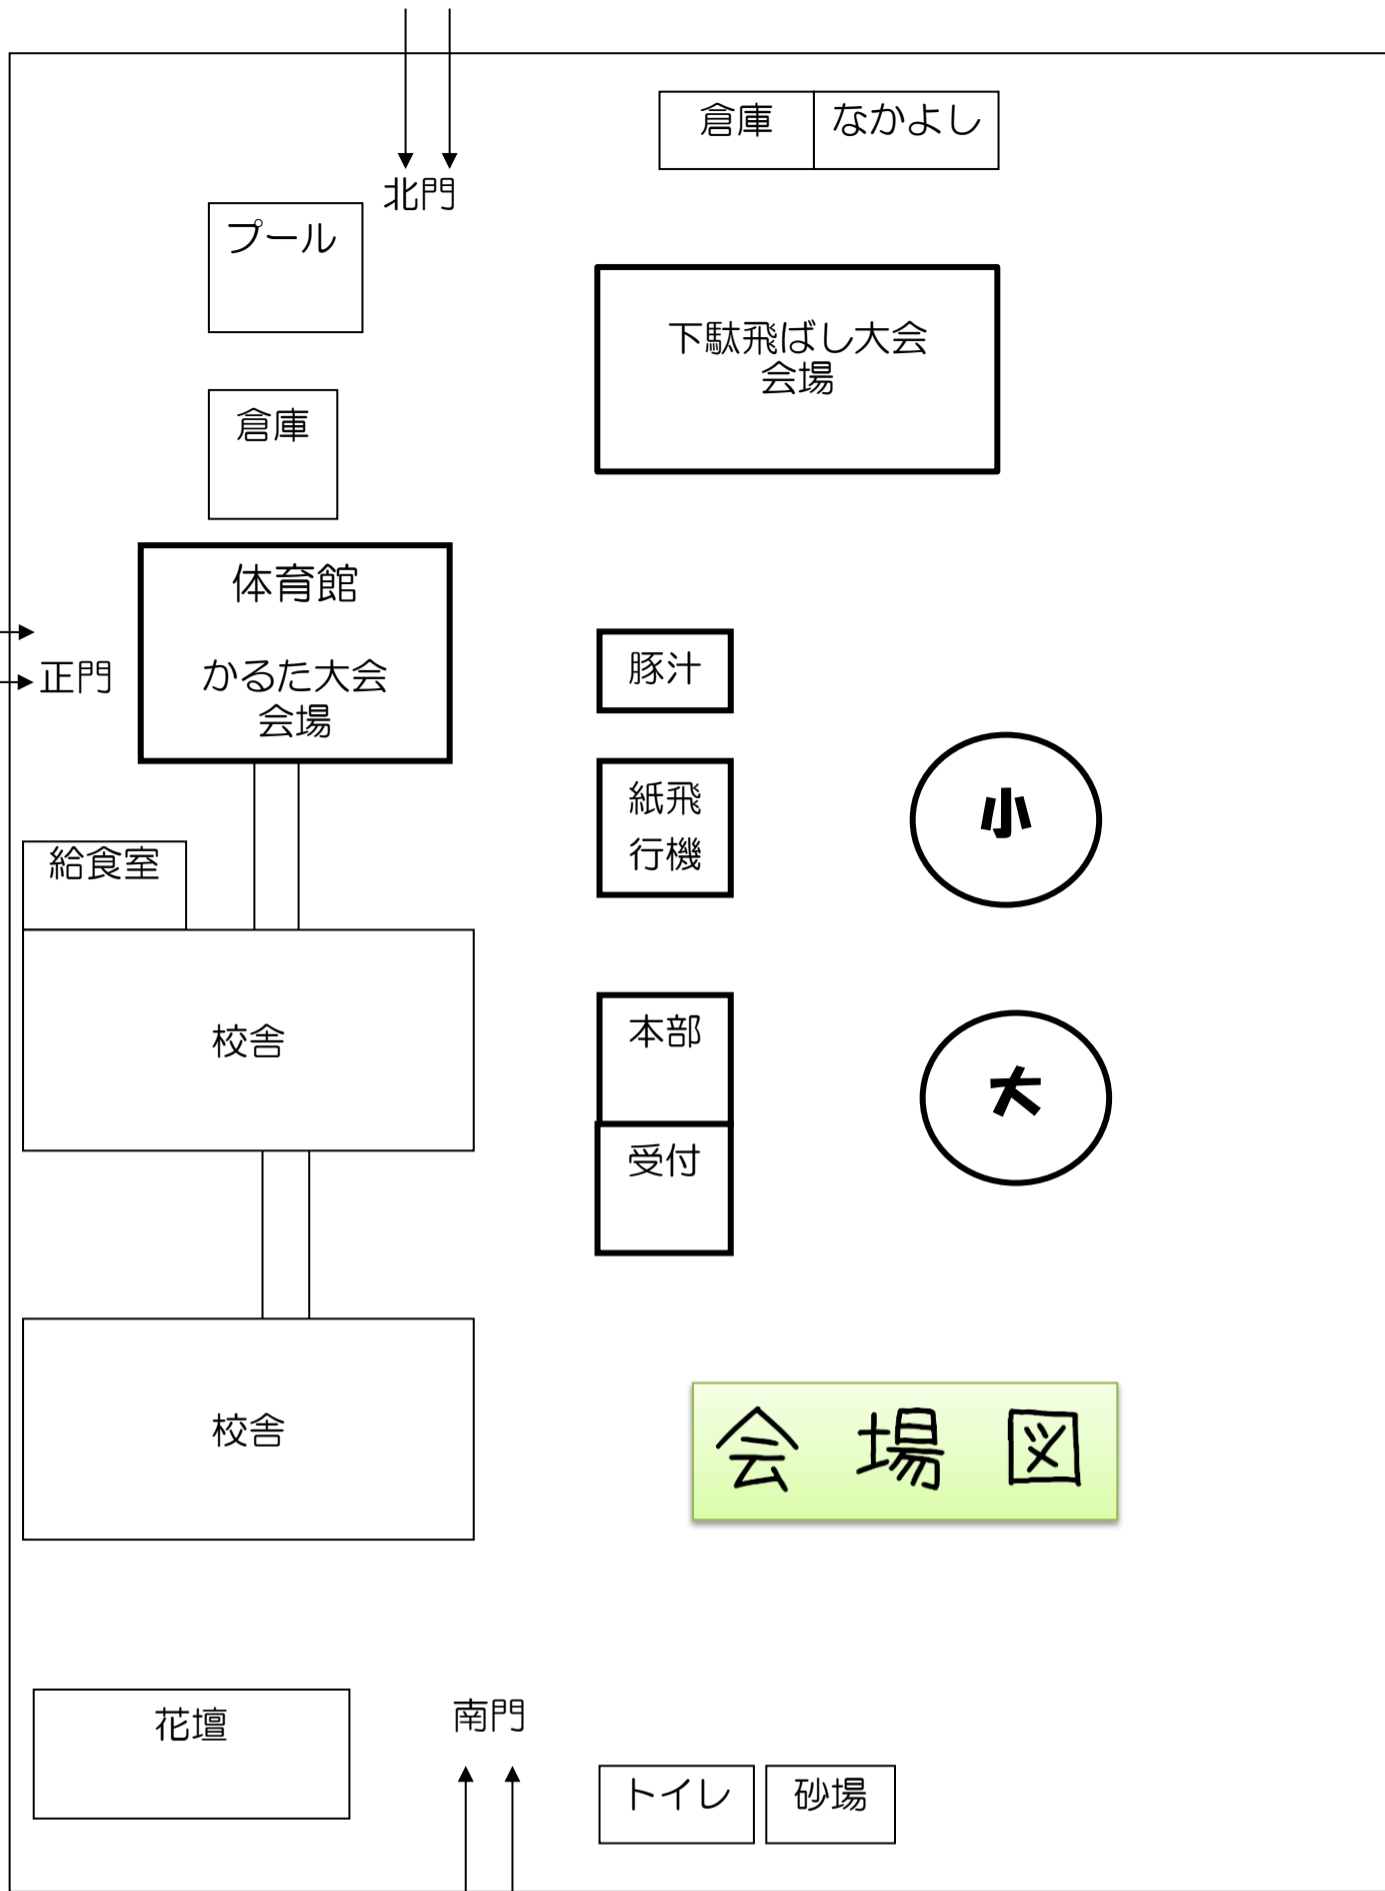 倉庫
なかよし
北門
プール
下駄飛ばし大会
会場
倉庫
体育館
かるた大会
会場
正門
豚汁
紙飛
行機
小
給食室
校舎
本部
大
受付
校舎
会 場 図
花壇
南門
トイレ
砂場